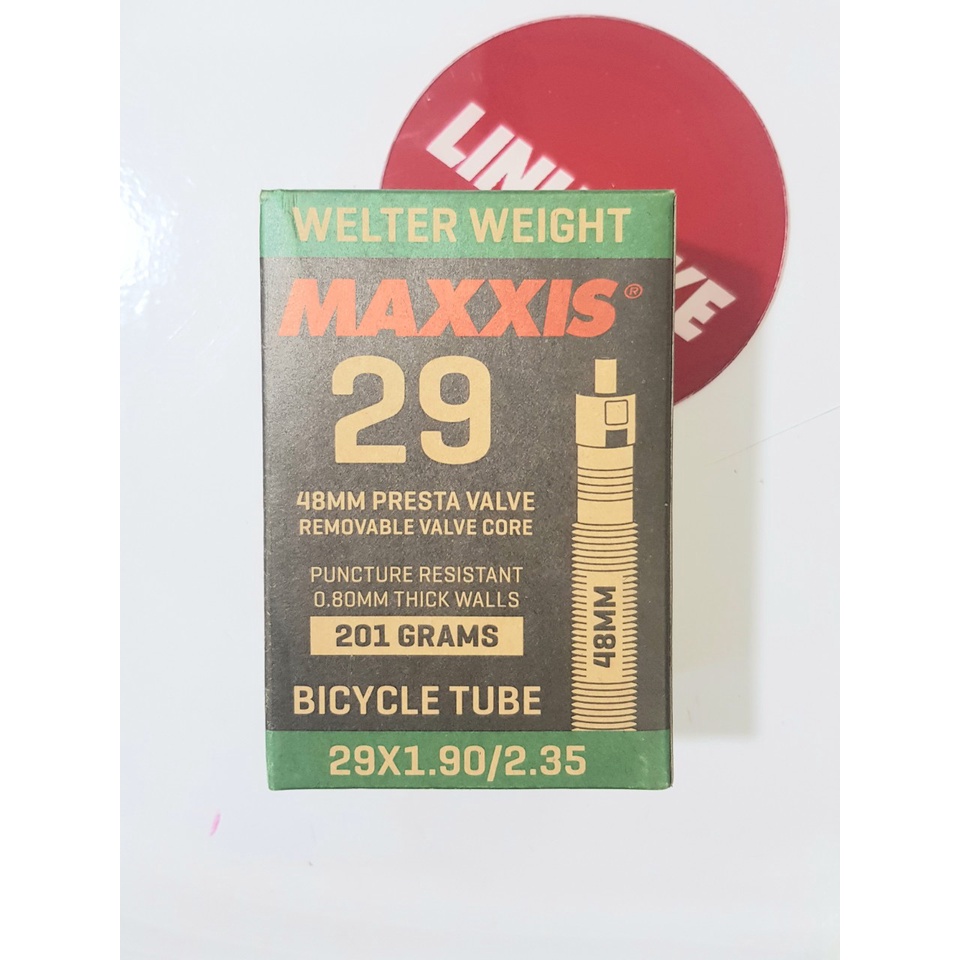 WELTER WEIGHT
MAXXIS®
29
48MM PRESTA VALVE
REMOVABLE VALVE CORE
PUNCTURE RESISTANT
0.80MM THICK WALLS
201 GRAMS
48MM
BICYCLE TUBE
29X1.90/2.35